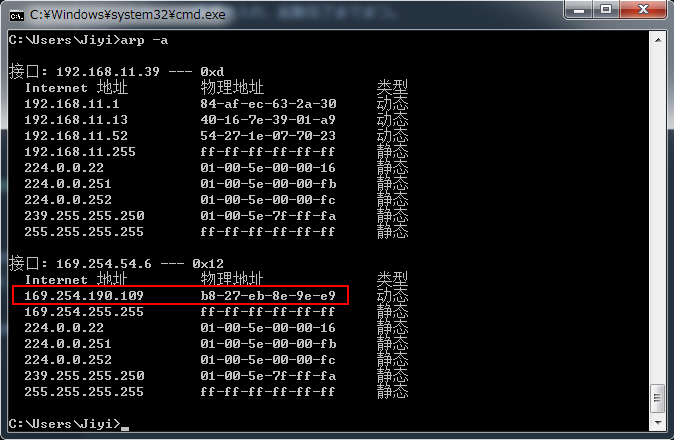 C:¥Windows¥system32¥cmd.exe
C:\Users\Jiyi>arp -a
接口: 192.168.11.39 --- 0xd
Internet 地址 物理地址 类型
192.168.11.1 84-af-ec-63-2a-30 动态
192.168.11.13 40-16-7e-39-01-a9 动态
192.168.11.52 54-27-1e-07-70-23 动态
192.168.11.255 ff-ff-ff-ff-ff-ff 静态
224.0.0.22 01-00-5e-00-00-16 静态
224.0.0.251 01-00-5e-00-00-fb 静态
224.0.0.252 01-00-5e-00-00-fc 静态
239.255.255.250 01-00-5e-7f-ff-fa 静态
255.255.255.255 ff-ff-ff-ff-ff-ff 静态
接口: 169.254.54.6 --- 0x12
Internet 地址 物理地址 类型
169.254.190.109 b8-27-eb-8e-9e-e9 动态
169.254.255.255 ff-ff-ff-ff-ff-ff 静态
224.0.0.22 01-00-5e-00-00-16 静态
224.0.0.251 01-00-5e-00-00-fb 静态
224.0.0.252 01-00-5e-00-00-fc 静态
239.255.255.250 01-00-5e-7f-ff-fa 静态
255.255.255.255 ff-ff-ff-ff-ff-ff 静态
C:\Users\Jiyi>_